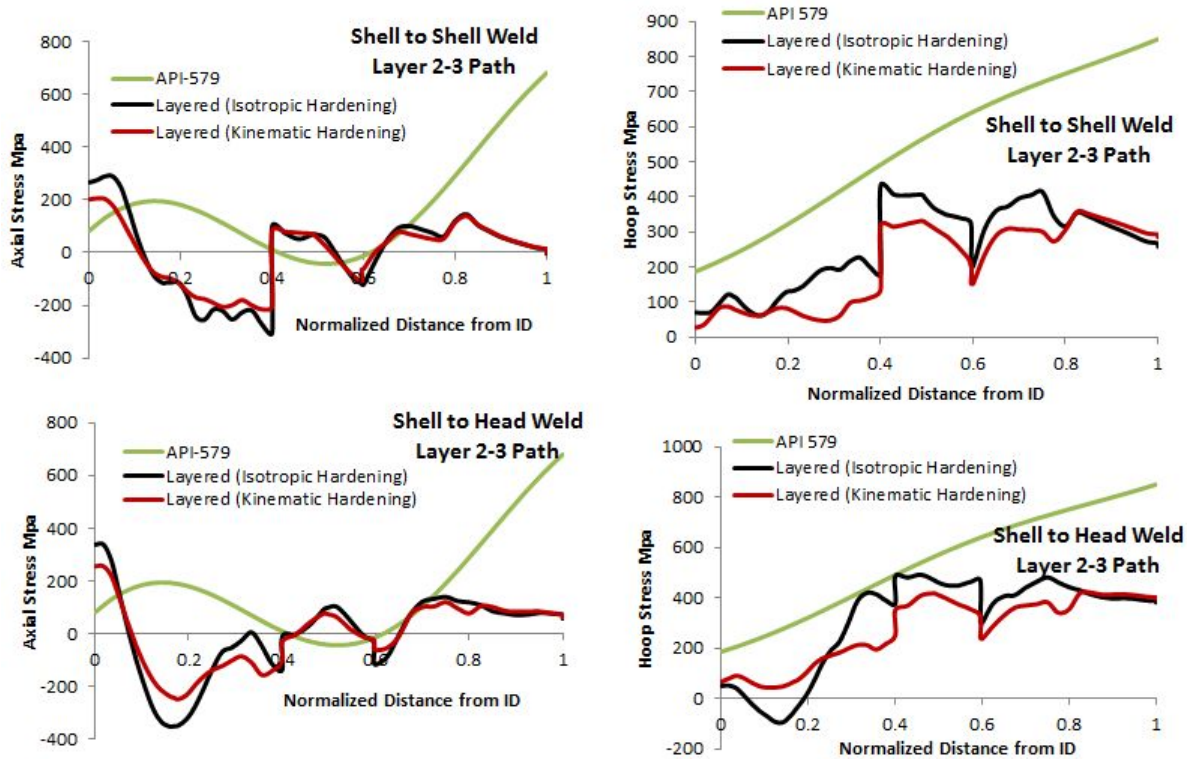 Shell to Shell Weld
Layer 2-3 Path
API-579
Layered (Isotropic Hardening)
Layered (Kinematic Hardening)
Axial Stress Mpa
800
600
400
200
0
-200
-400
0
0.2
0.4
0.6
0.8
1
Normalized Distance from ID
API 579
Layered (Isotropic Hardening)
Layered (Kinematic Hardening)
Shell to Shell Weld
Layer 2-3 Path
Hoop Stress Mpa
900
800
700
600
500
400
300
200
100
0
0
0.2
0.4
0.6
0.8
1
Normalized Distance from ID
Shell to Head Weld
Layer 2-3 Path
API-579
Layered (Isotropic Hardening)
Layered (Kinematic Hardening)
Axial Stress Mpa
800
600
400
200
0
-200
-400
0
0.2
0.4
0.6
0.8
1
Normalized Distance from ID
API 579
Layered (Isotropic Hardening)
Layered (Kinematic Hardening)
Shell to Head Weld
Layer 2-3 Path
Hoop Stress Mpa
1000
800
600
400
200
0
-200
0
0.2
0.4
0.6
0.8
1
Normalized Distance from ID